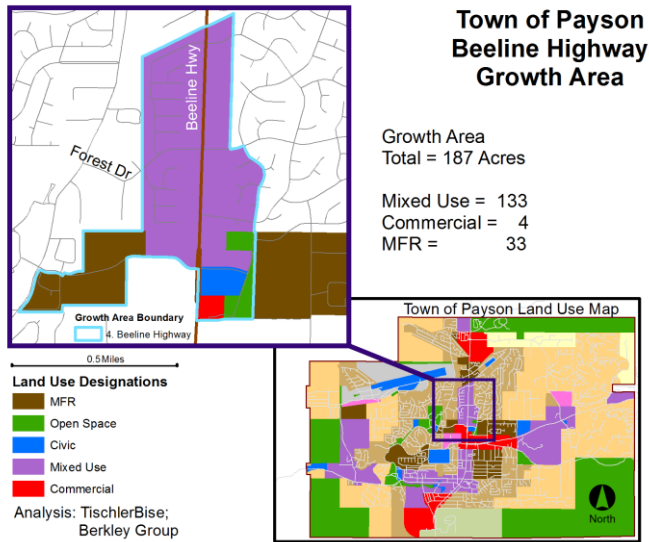 Town of Payson
Beeline Highway
Growth Area
Growth Area
Total = 187 Acres
Mixed Use = 133
Commercial = 4
MFR = 33
Beeline Hwy
Forest Dr
Growth Area Boundary
4. Beeline Highway
0.5 Miles
Land Use Designations
MFR
Open Space
Civic
Mixed Use
Commercial
Analysis: TischlerBise;
Berkley Group
Town of Payson Land Use Map
North